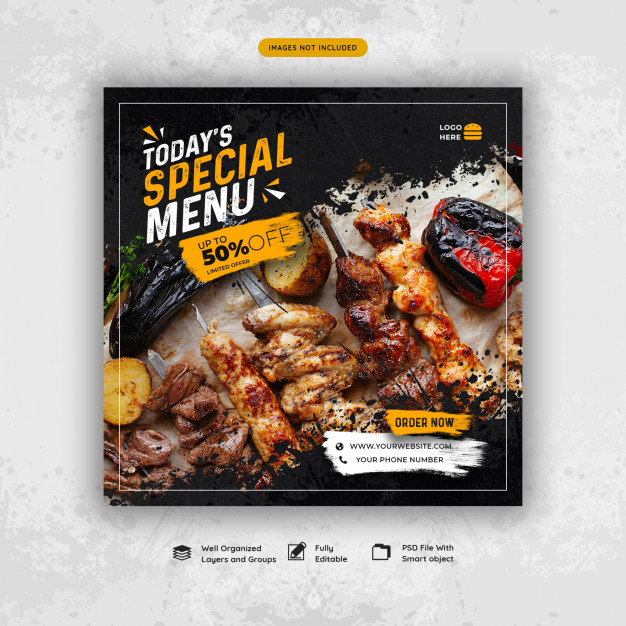 IMAGES NOT INCLUDED
TODAY'S
SPECIAL
MENU
LOGO
HERE
UP TO
50%OFF
LIMITED OFFER
ORDER NOW
WWW.YOURWEBSITE.COM
YOUR PHONE NUMBER
Well Organized
Layers and Groups
Fully
Editable
PSD File With
Smart object